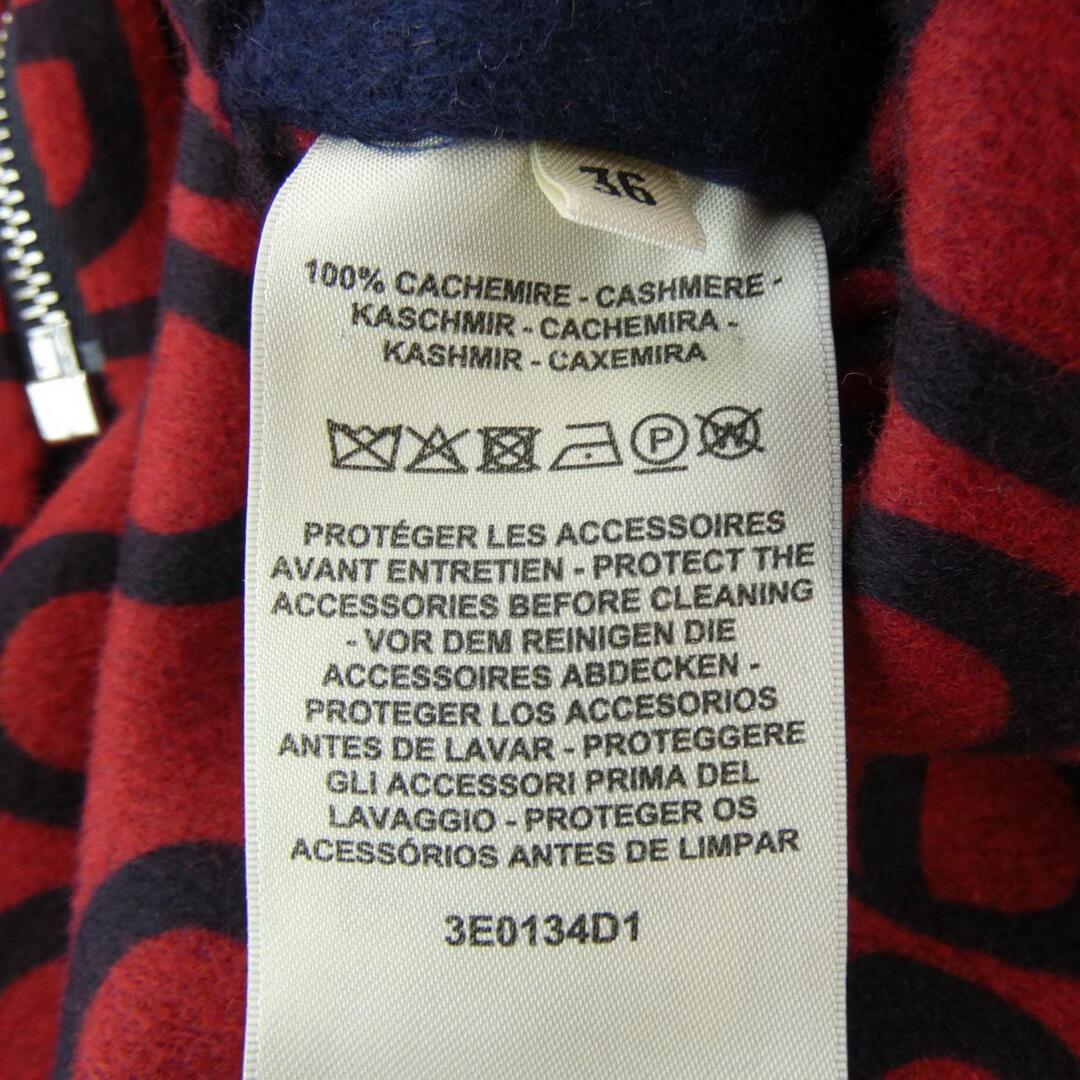 36
100% CACHEMIRE - CASHMERE -
KASCHMIR - CACHEMIRA -
KASHMIR - CAXEMIRA
P W
PROTÉGER LES ACCESSOIRES
AVANT ENTRETIEN - PROTECT THE
ACCESSORIES BEFORE CLEANING
- VOR DEM REINIGEN DIE
ACCESSOIRES ABDECKEN -
PROTEGER LOS ACCESORIOS
ANTES DE LAVAR - PROTEGGERE
GLI ACCESSORI PRIMA DEL
LAVAGGIO - PROTEGER OS
ACESSÓRIOS ANTES DE LIMPAR
3E0134D1